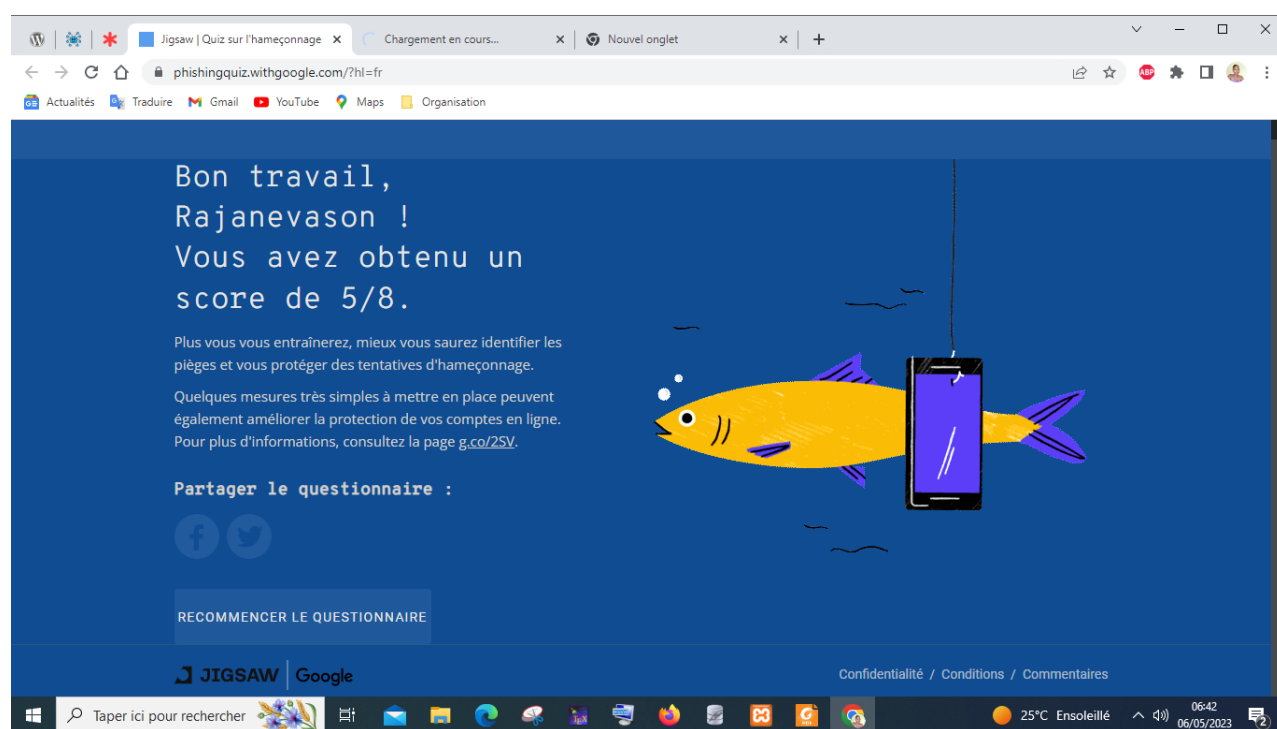 Jigsaw | Quiz sur l'hameçonnage
Chargement en cours...
Nouvel onglet
phishingquiz.withgoogle.com/?hl=fr
ABP
Actualités
Traduire
Gmail
YouTube
Maps
Organisation
Bon travail,
Rajanevason !
Vous avez obtenu un
score de 5/8.
Plus vous vous entraînerez, mieux vous saurez identifier les
pièges et vous protéger des tentatives d'hameçonnage.
Quelques mesures très simples à mettre en place peuvent
également améliorer la protection de vos comptes en ligne.
Pour plus d'informations, consultez la page g.co/2SV.
Partager le questionnaire :
RECOMMENCER LE QUESTIONNAIRE
JIGSAW | Google
Confidentialité / Conditions / Commentaires
Taper ici pour rechercher
25°C Ensoleillé
06:42
06/05/2023
2